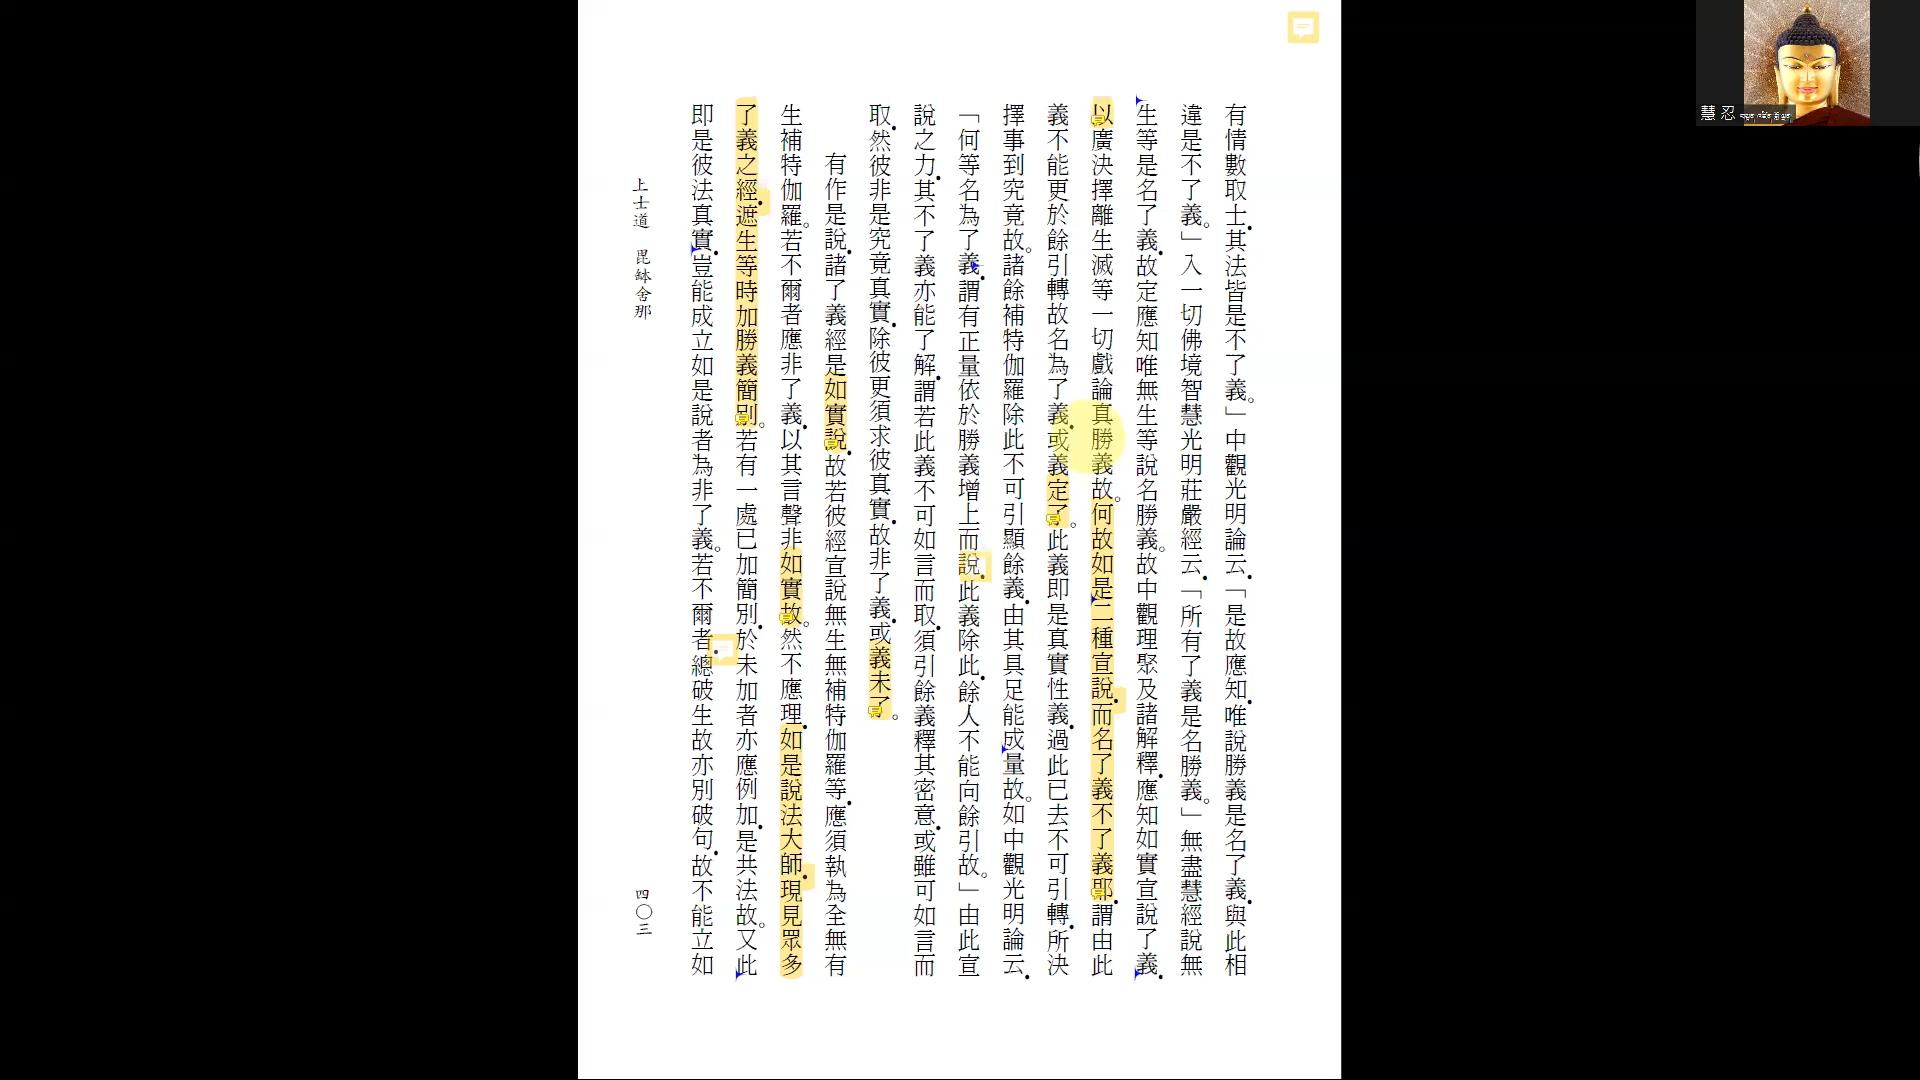 有情數取士．其法皆是不了義。」中觀光明論云．「是故應知．唯說勝義是名了義．與此相
違是不了義。」入一切佛境智慧光明莊嚴經云．「所有了義是名勝義。」無盡慧經說無
生等是名了義．故定應知唯無生等說名勝義。故中觀理聚及諸解釋．應知如實宣說了義．
以廣決擇離生滅等一切戲論真勝義故。何故如是二種宣說．而名了義不了義耶．謂由此
義不能更於餘引轉故名為了義．或義定了。此義即是真實性義．過此已去不可引轉．所決
擇事到究竟故。諸餘補特伽羅除此不可引顯餘義．由其具足能成量故。如中觀光明論云．
「何等名為了義．謂有正量依於勝義增上而說．此義除此．餘人不能向餘引故。」由此宣
說之力．其不了義亦能了解．謂若此義不可如言而取．須引餘義釋其密意．或雖可如言而
取．然彼非是究竟真實．除彼更須求彼真實．故非了義．或義未了。
有作是說．諸了義經是如實說．故若彼經宣說無生無補特伽羅等．應須執為全無有
生補特伽羅。若不爾者應非了義．以其言聲非如實故。然不應理．如是說法大師．現見眾多
了義之經．遮生等時加勝義簡別。若有一處已加簡別．於未加者亦應例加．是共法故。又此
即是彼法真實．豈能成立如是說者為非了義。若不爾者．總破生故亦別破句．故不能立如
上士道　毘缽舍那
四〇三
慧忍